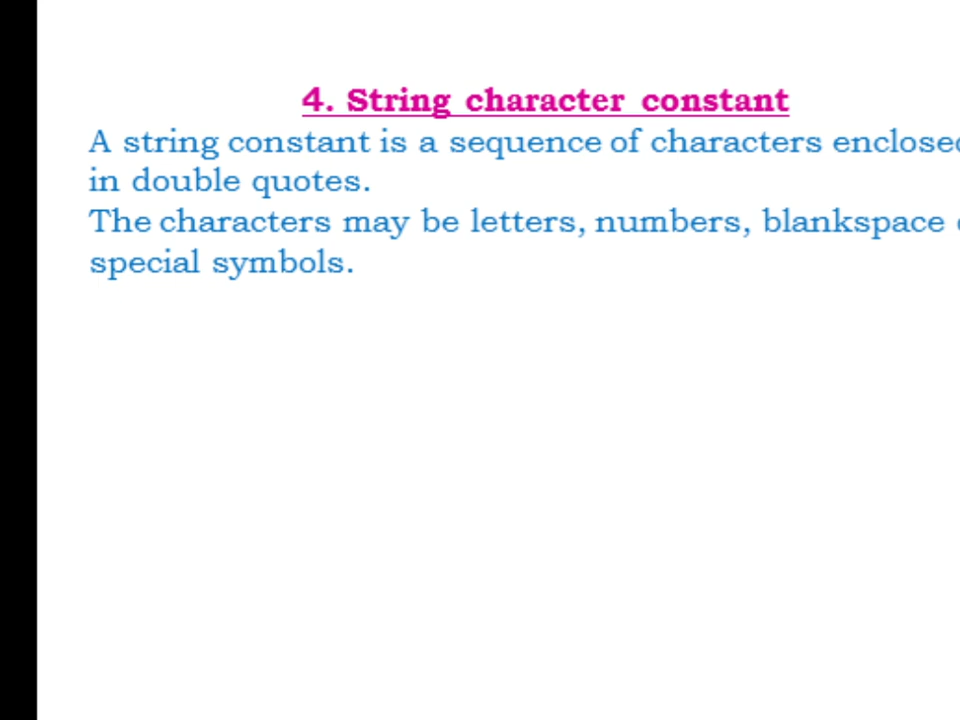 4. String character constant
A string constant is a sequence of characters enclosed
in double quotes.
The characters may be letters, numbers, blankspace
special symbols.